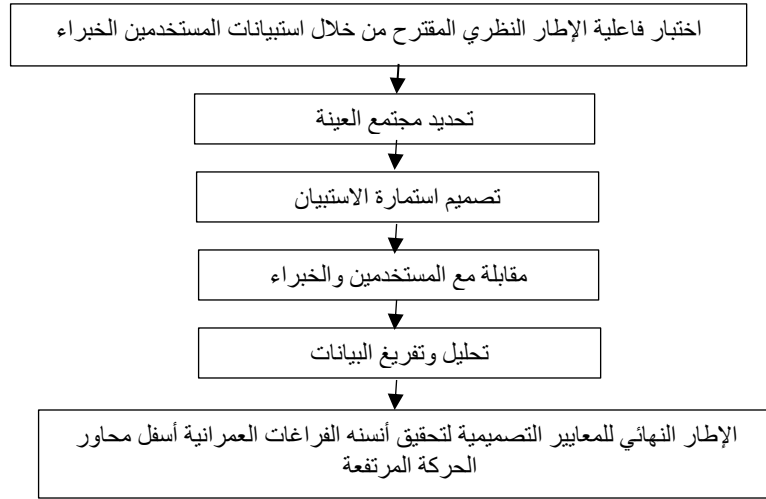 اختبار فاعلية الإطار النظري المقترح من خلال استبيانات المستخدمين الخبراء
تحديد مجتمع العينة
تصميم استمارة الاستبيان
مقابلة مع المستخدمين والخبراء
تحليل وتفريغ البيانات
الإطار النهائي للمعايير التصميمية لتحقيق أنسنه الفراغات العمرانية أسفل محاور
الحركة المرتفعة